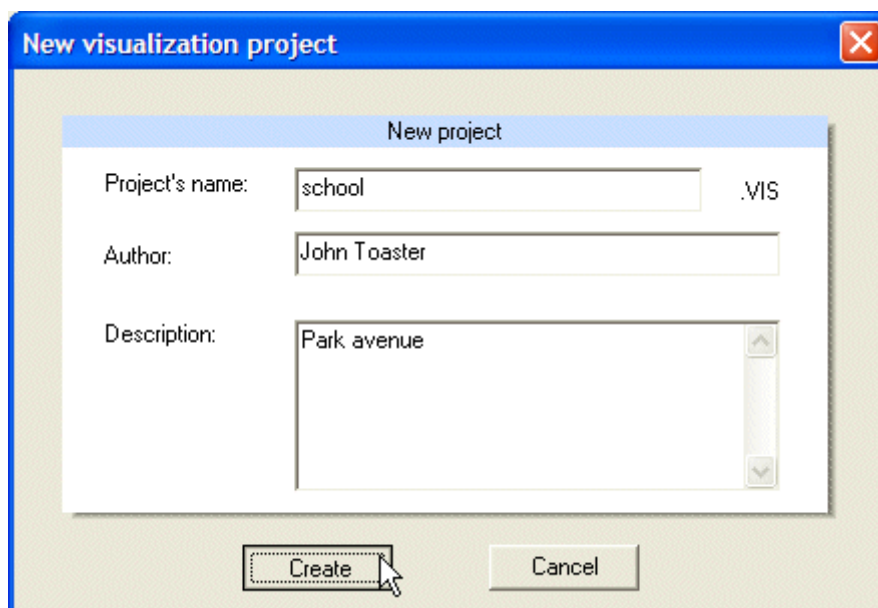 New visualization project
New project
Project's name: school .VIS
Author: John Toaster
Description: Park avenue
Create Cancel